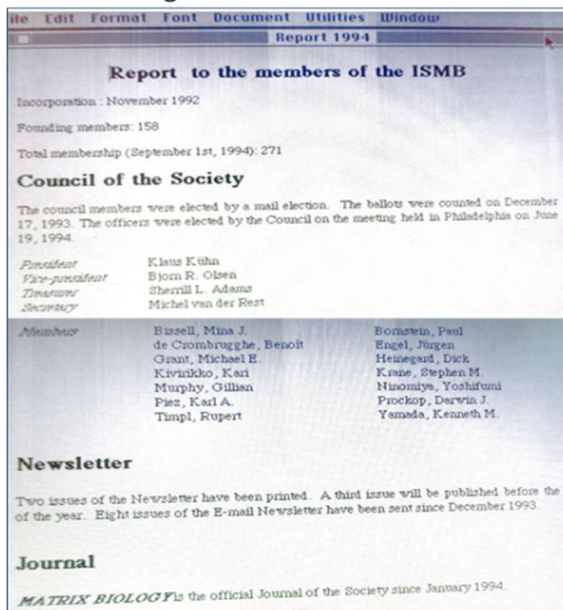 ile Edit Format Font Document Utilities Window
Report 1994
Report to the members of the ISMB
Incorporation : November 1992
Founding members: 158
Total membership (September 1st, 1994): 271
Council of the Society
The council members were elected by a mail election. The ballots were counted on December
17, 1993. The officers were elected by the Council on the meeting held in Philadelphia on June
19, 1994.
President Klaus Kühn
Vice-president Bjorn R. Olsen
Treasurer Sherrill L. Adams
Secretary Michel van der Rest
Members Bissell, Mina J. Bornstein, Paul
de Crombrugghe, Benoit Engel, Jürgen
Grant, Michael E. Heinegard, Dick
Kivirikko, Kari Krane, Stephen M.
Murphy, Gillian Ninomiya, Yoshifumi
Piez, Karl A. Prockop, Darwin J.
Timpl, Rupert Yamada, Kenneth M.
Newsletter
Two issues of the Newsletter have been printed. A third issue will be published before the
of the year. Eight issues of the E-mail Newsletter have been sent since December 1993.
Journal
MATRIX BIOLOGY is the official Journal of the Society since January 1994.